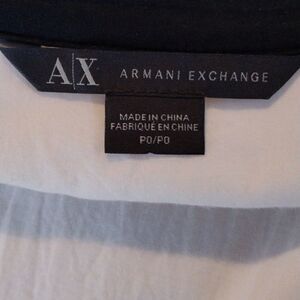 A|X ARMANI EXCHANGE
MADE IN CHINA
FABRIQUÉ EN CHINE
P0/P0